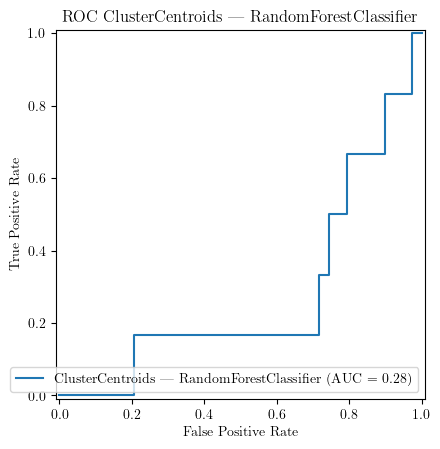 ROC ClusterCentroids — RandomForestClassifier
True Positive Rate
1.0
0.8
0.6
0.4
0.2
0.0
ClusterCentroids — RandomForestClassifier (AUC = 0.28)
0.0 0.2 0.4 0.6 0.8 1.0
False Positive Rate